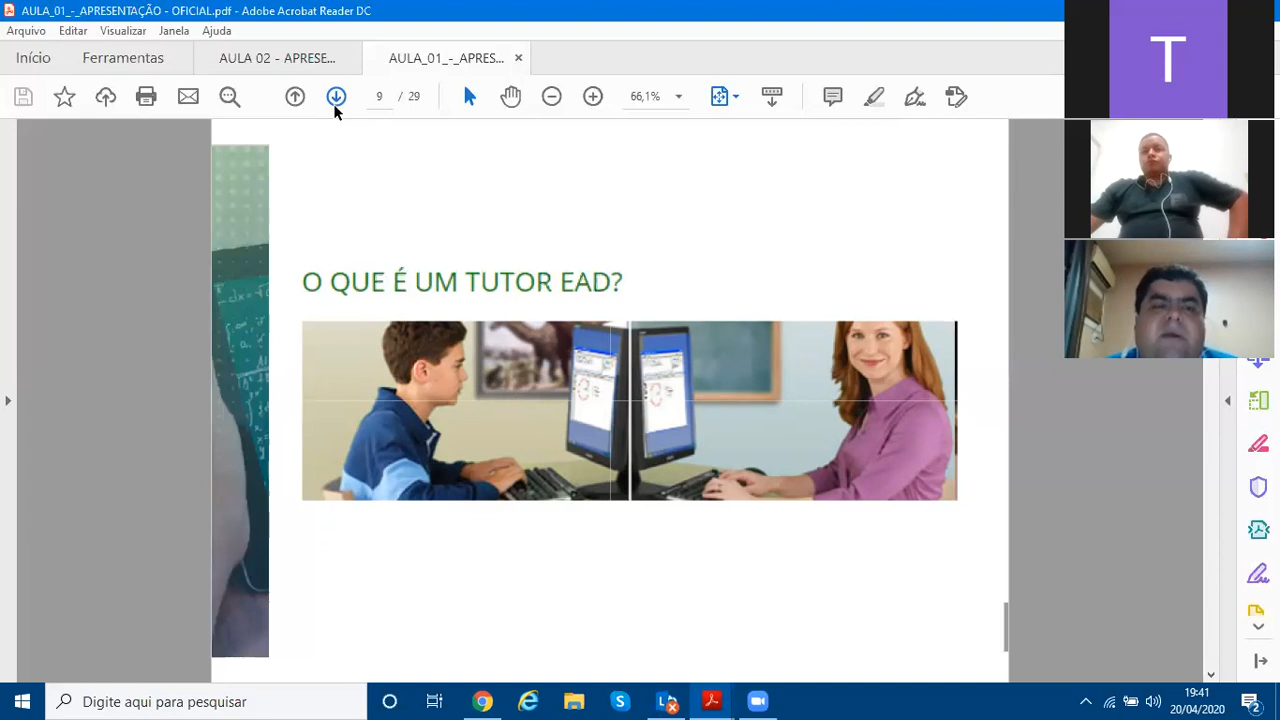 AULA_01_-_APRESENTAÇÃO - OFICIAL.pdf - Adobe Acrobat Reader DC
Arquivo Editar Visualizar Janela Ajuda
Início Ferramentas AULA 02 - APRESE... AULA_01_-_APRES... ×
9 / 29 66,1%
T
O QUE É UM TUTOR EAD?
Digite aqui para pesquisar
19:41
20/04/2020
2